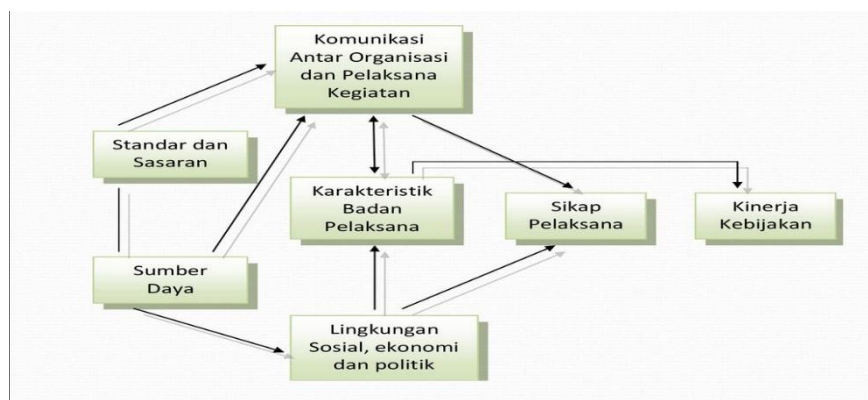 Komunikasi
Antar Organisasi
dan Pelaksana
Kegiatan
Standar dan
Sasaran
Karakteristik
Badan
Pelaksana
Sikap
Pelaksana
Kinerja
Kebijakan
Sumber
Daya
Lingkungan
Sosial, ekonomi
dan politik